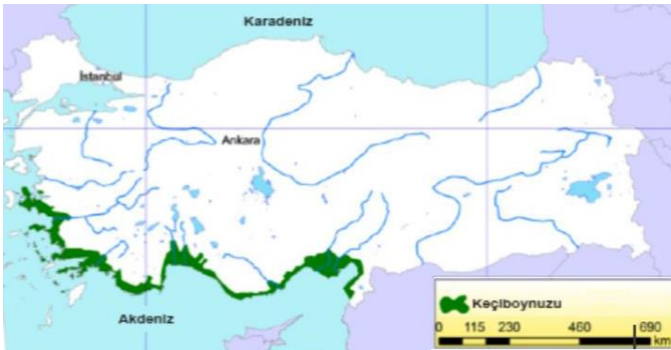 Karadeniz
İstanbul
Ankara
Akdeniz
Keçiboynuzu
0 115 230 460 690
km